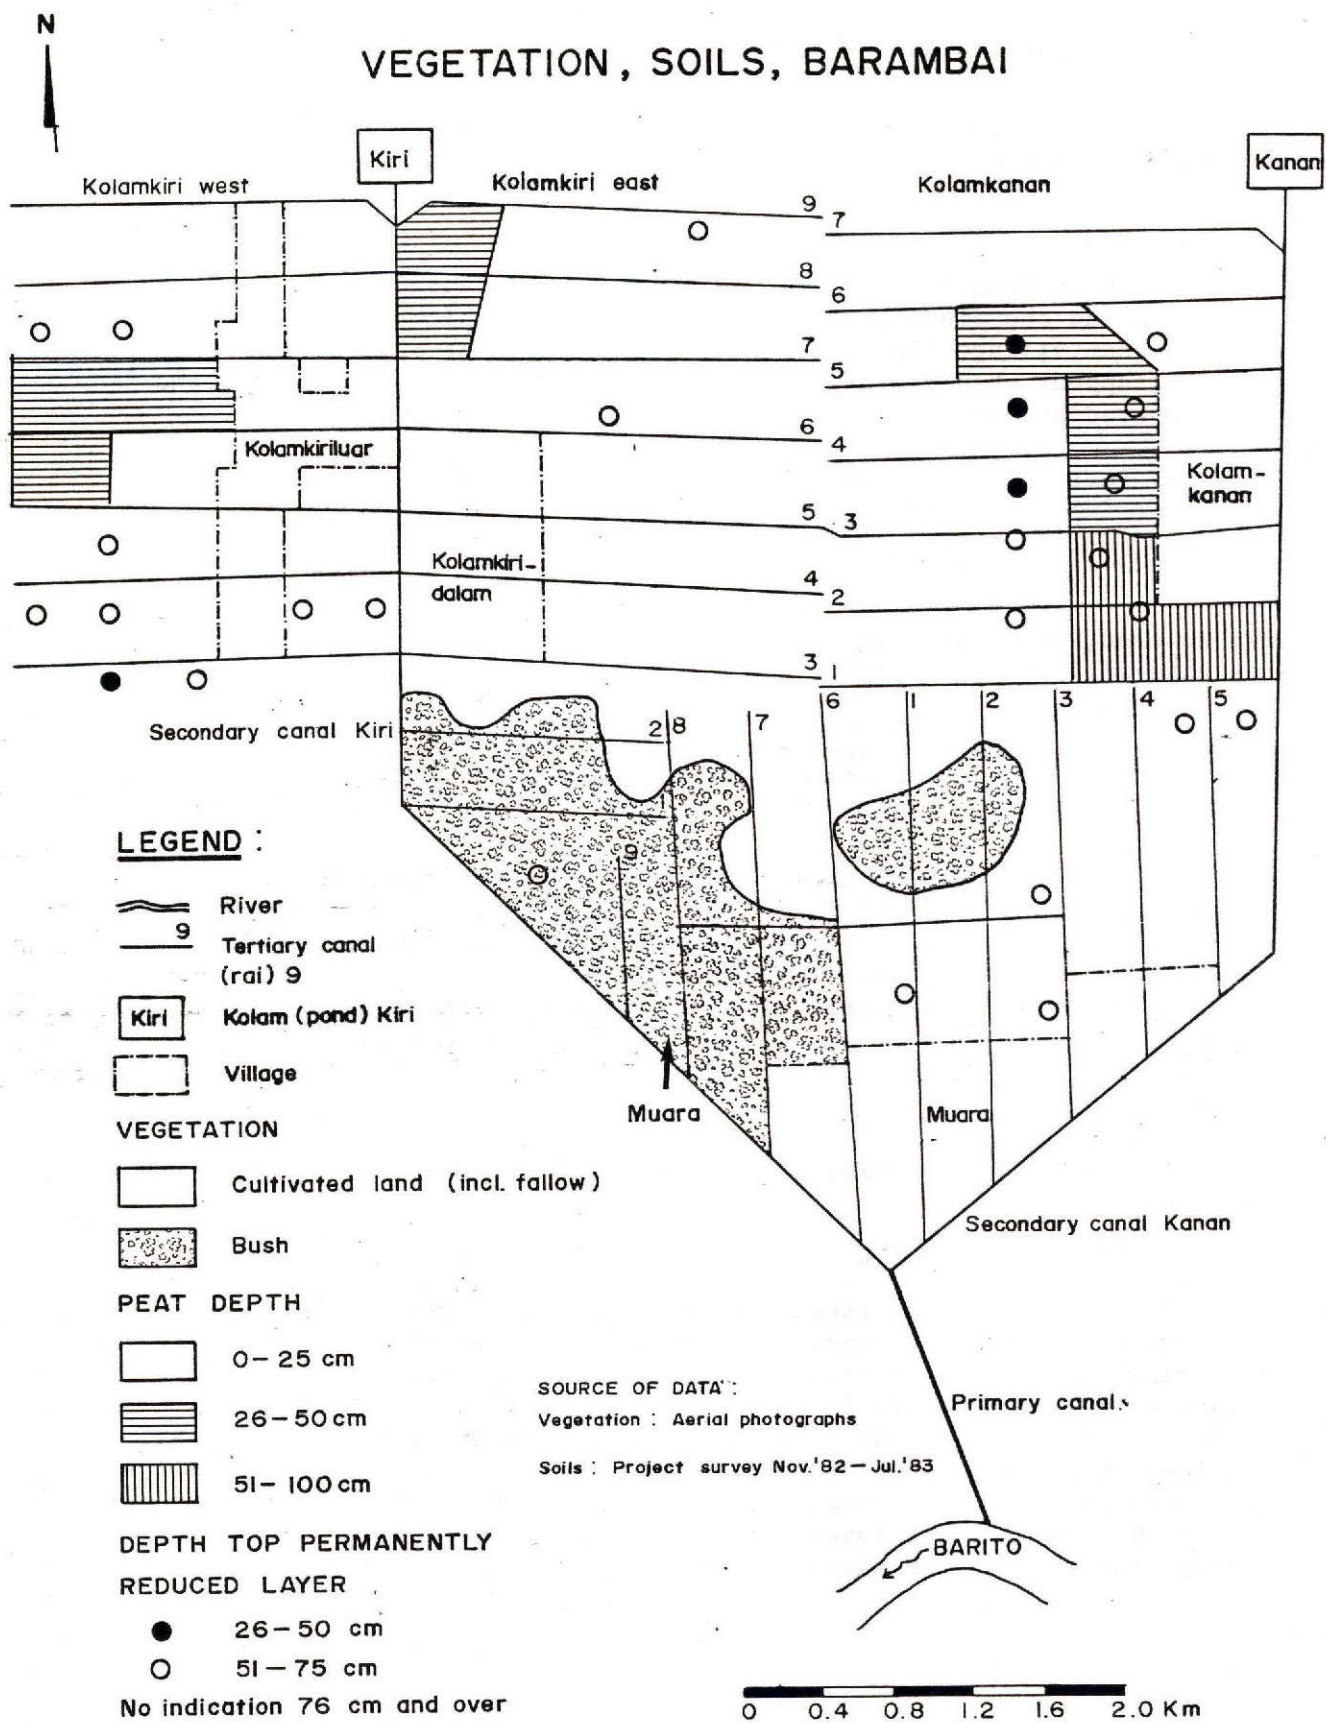 N
VEGETATION, SOILS, BARAMBAI
Kiri
Kanan
Kolamkiri west
Kolamkiri east
Kolamkanan
9
7
8
6
7
5
6
4
Kolamkiriluar
Kolam-
kanan
5
3
Kolamkiri-
dalam
4
2
3
1
Secondary canal Kiri
2
8
7
6
1
2
3
4
5
9
Muara
Muara
Secondary canal Kanan
Primary canal
BARITO
LEGEND :
River
9
Tertiary canal
(rai) 9
Kiri
Kolam (pond) Kiri
Village
VEGETATION
Cultivated land (incl. fallow)
Bush
PEAT DEPTH
0-25 cm
26-50 cm
51-100 cm
DEPTH TOP PERMANENTLY
REDUCED LAYER
26-50 cm
51-75 cm
No indication 76 cm and over
SOURCE OF DATA :
Vegetation : Aerial photographs
Soils : Project survey Nov.'82-Jul.'83
0 0.4 0.8 1.2 1.6 2.0 Km